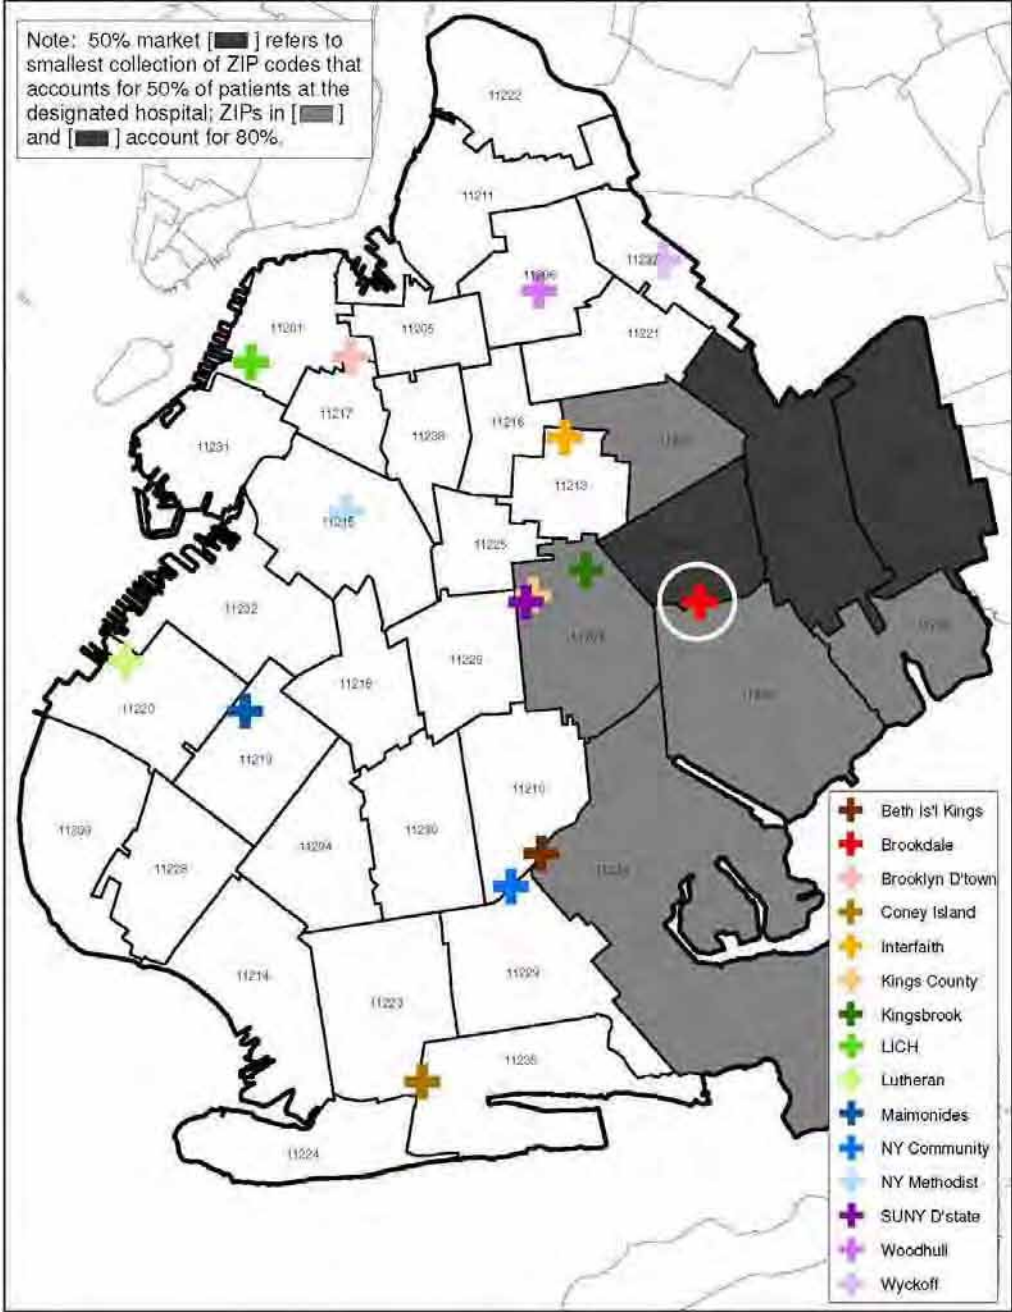 Note: 50% market [ ] refers to
smallest collection of ZIP codes that
accounts for 50% of patients at the
designated hospital; ZIPs in [ ]
and [ ] account for 80%.
11222
11211
11206
11237
11201
11205
11221
11217
11238
11216
11231
11213
11215
11225
11232
11226
11218
11220
11219
11210
11209
11204
11230
11228
11214
11229
11223
11235
11224
Beth Is'l Kings
Brookdale
Brooklyn D'town
Coney Island
Interfaith
Kings County
Kingsbrook
LICH
Lutheran
Maimonides
NY Community
NY Methodist
SUNY D'state
Woodhull
Wyckoff